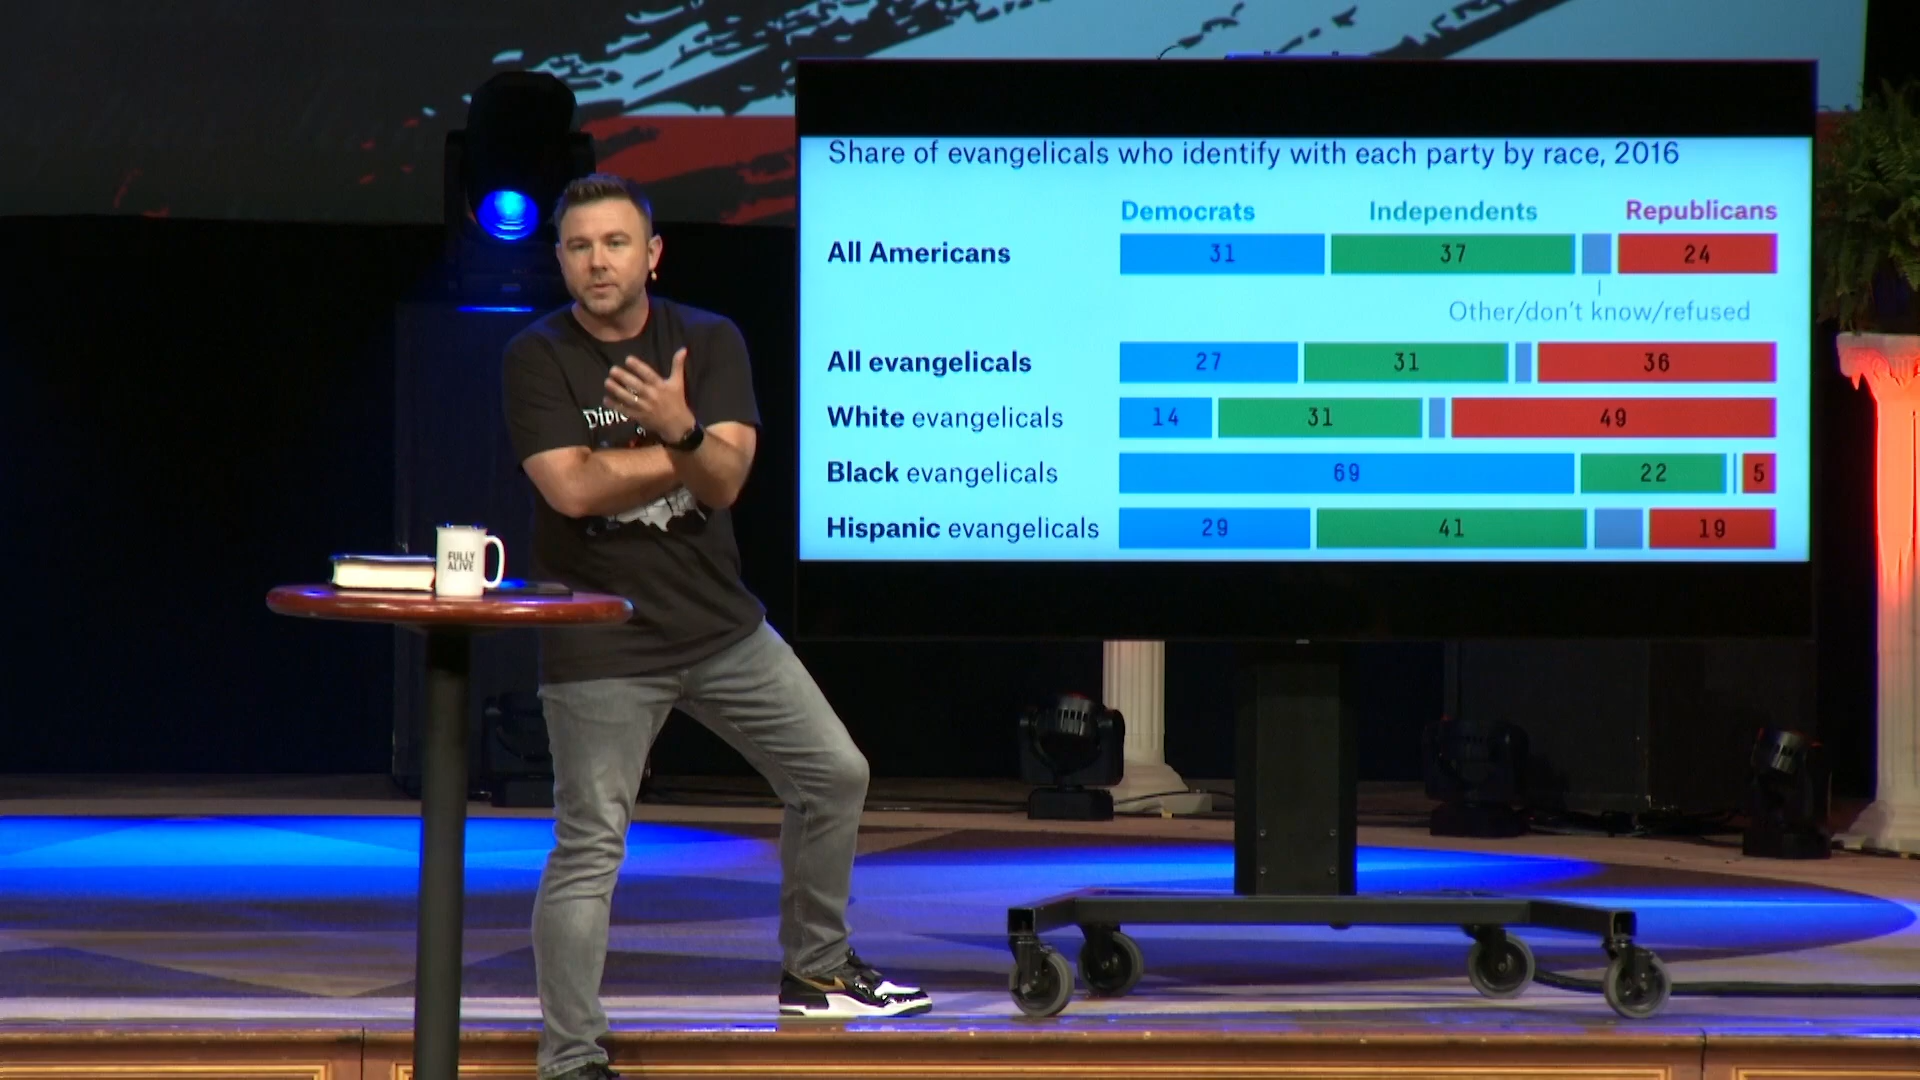 Share of evangelicals who identify with each party by race, 2016
Democrats Independents Republicans
All Americans 31 37 24
Other/don't know/refused
All evangelicals 27 31 36
White evangelicals 14 31 49
Black evangelicals 69 22 5
Hispanic evangelicals 29 41 19
FULLY
ALIVE